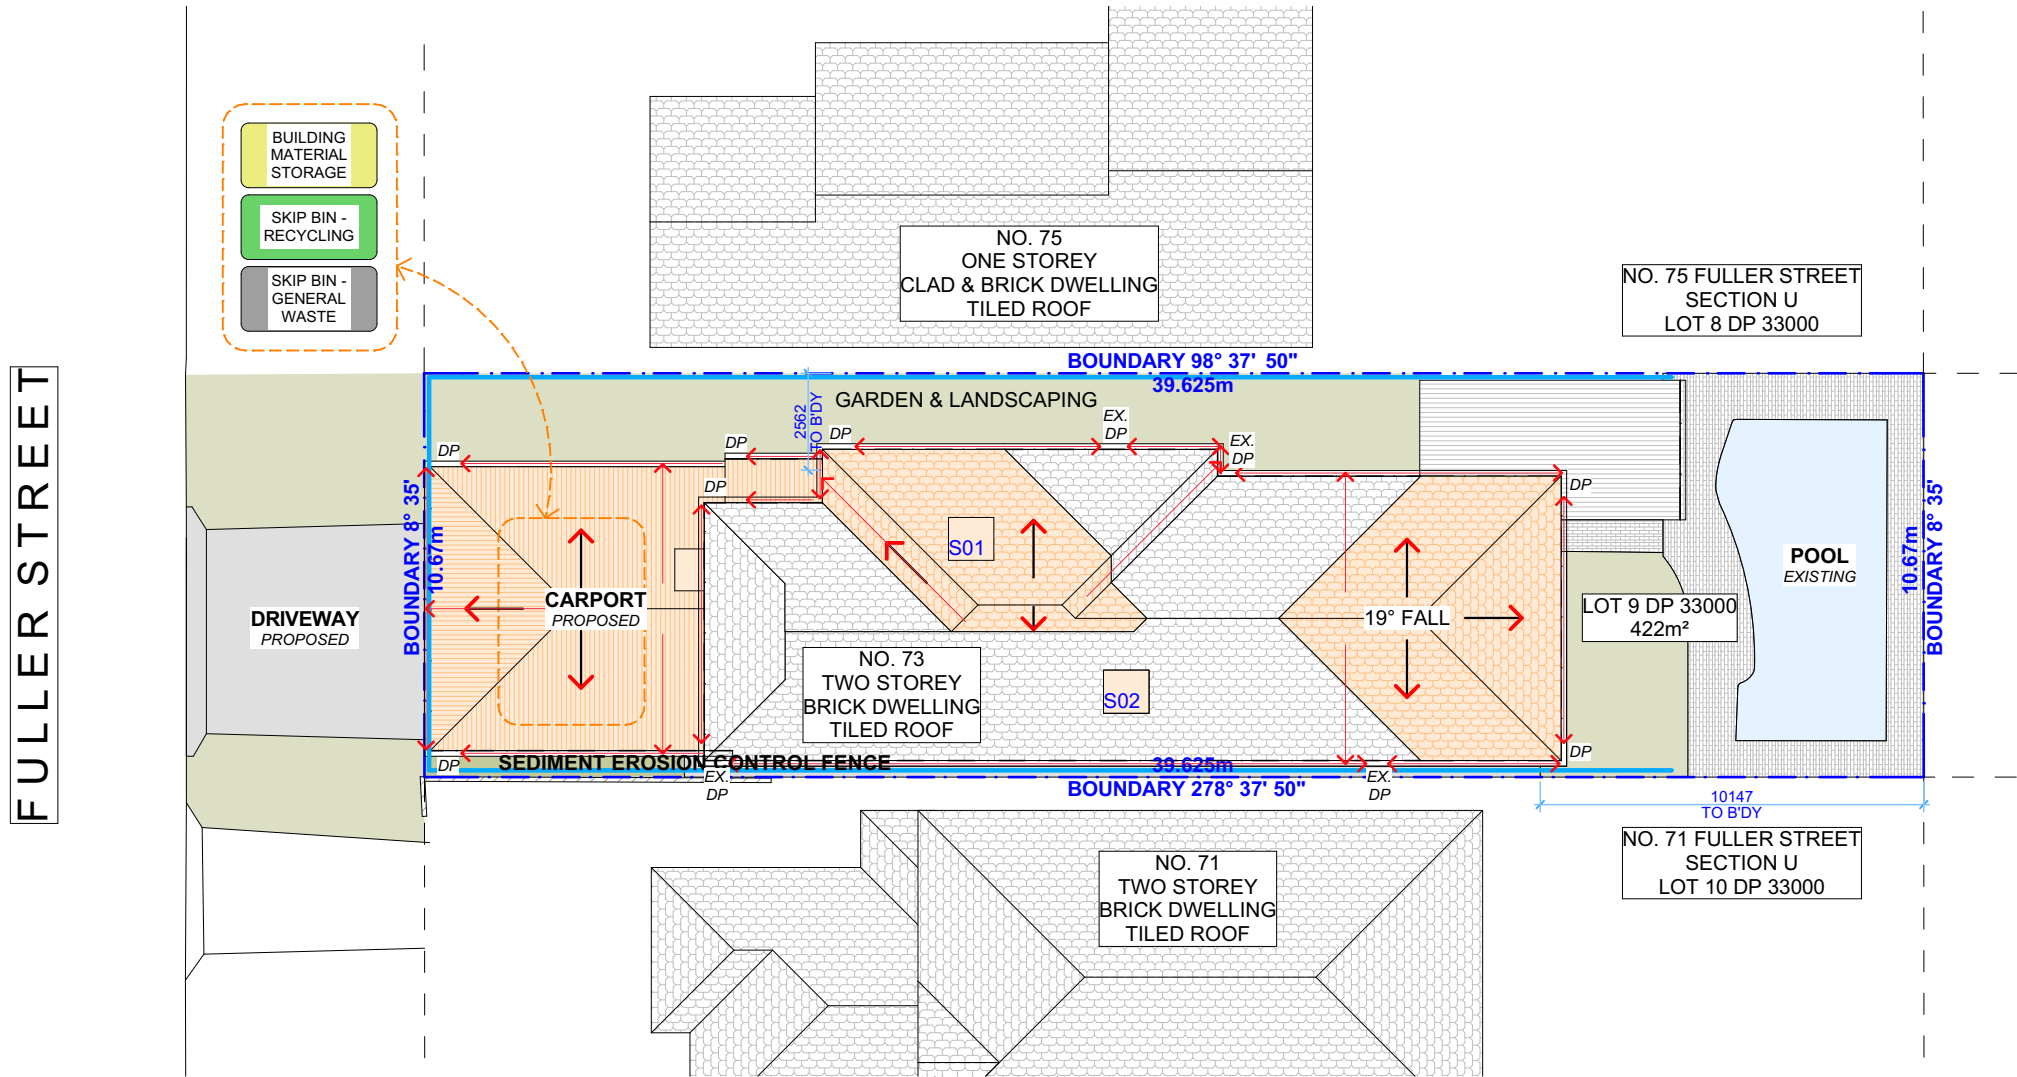 FULLER STREET
BUILDING
MATERIAL
STORAGE
SKIP BIN -
RECYCLING
SKIP BIN -
GENERAL
WASTE
NO. 75
ONE STOREY
CLAD & BRICK DWELLING
TILED ROOF
NO. 75 FULLER STREET
SECTION U
LOT 8 DP 33000
BOUNDARY 98° 37' 50"
39.625m
GARDEN & LANDSCAPING
2562
TO B'DY
DP
DP
DP
EX.
DP
EX.
DP
DP
DP
BOUNDARY 8° 35'
10.67m
S01
CARPORT
PROPOSED
DRIVEWAY
PROPOSED
19° FALL
LOT 9 DP 33000
422m²
POOL
EXISTING
10.67m
BOUNDARY 8° 35'
NO. 73
TWO STOREY
BRICK DWELLING
TILED ROOF
S02
DP
DP
SEDIMENT EROSION CONTROL FENCE
EX.
DP
39.625m
BOUNDARY 278° 37' 50"
EX.
DP
10147
TO B'DY
NO. 71 FULLER STREET
SECTION U
LOT 10 DP 33000
NO. 71
TWO STOREY
BRICK DWELLING
TILED ROOF